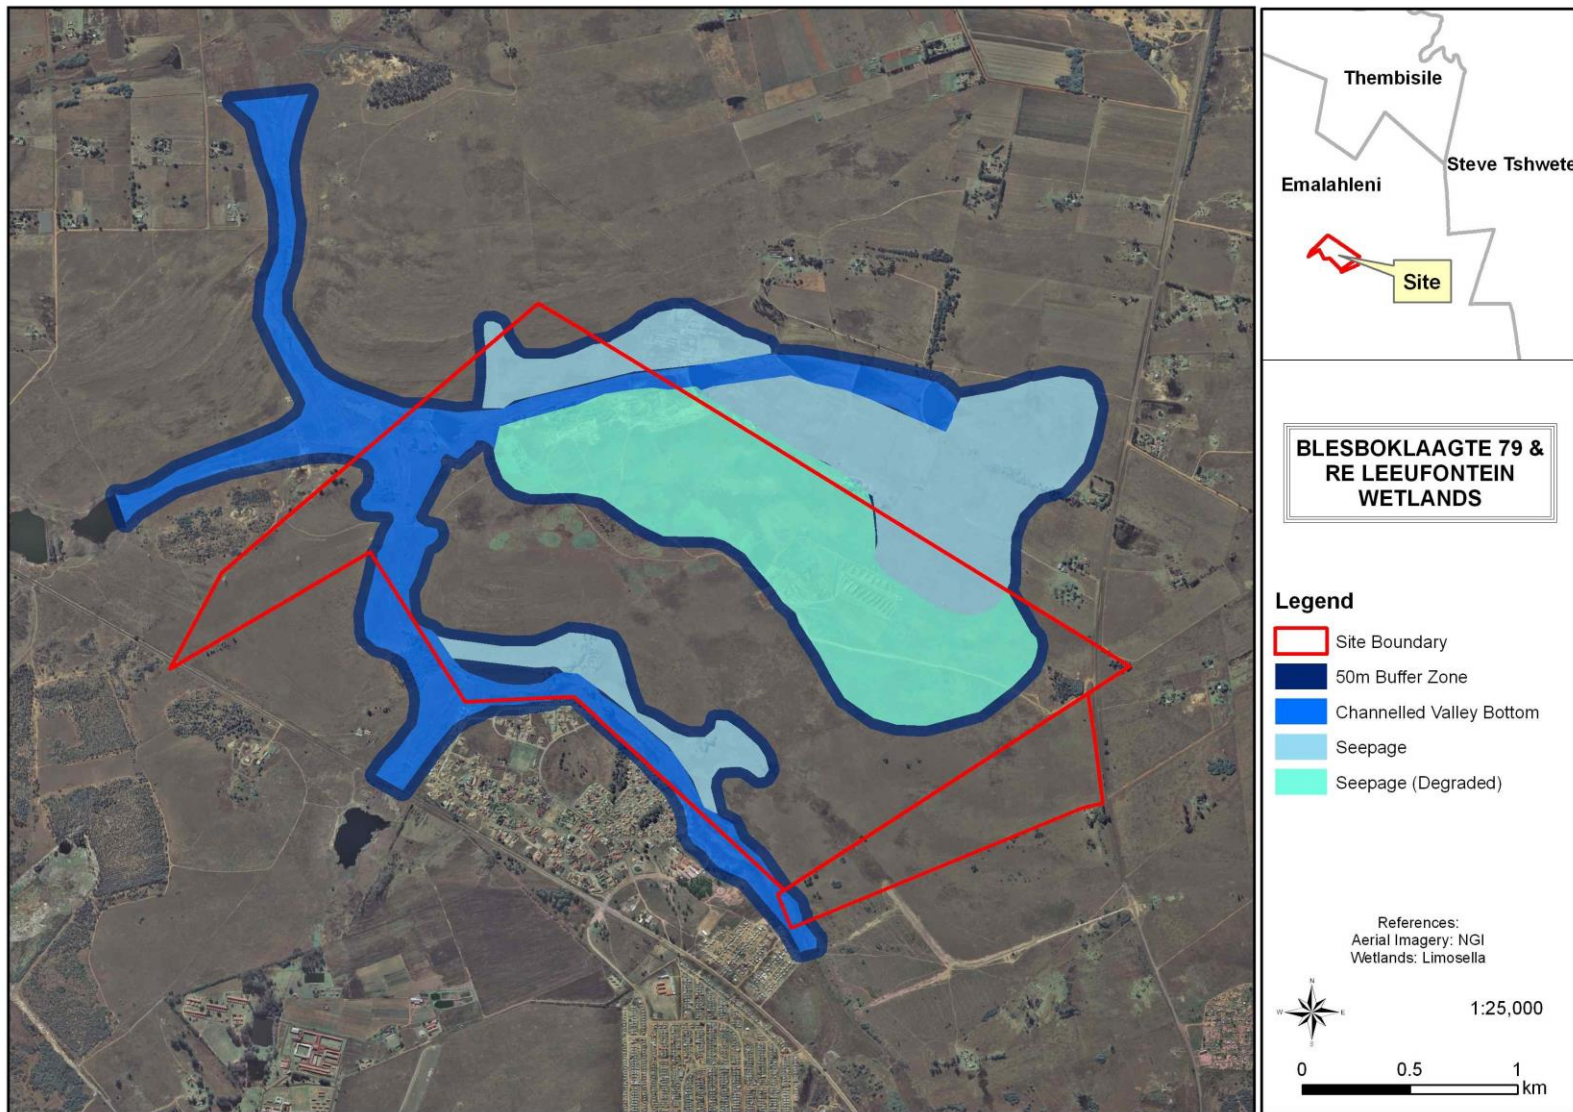 Thembisile
Steve Tshwete
Emalahleni
Site
BLESBOKLAAGTE 79 &
RE LEEUFONTEIN
WETLANDS
Legend
Site Boundary
50m Buffer Zone
Channelled Valley Bottom
Seepage
Seepage (Degraded)
References:
Aerial Imagery: NGI
Wetlands: Limosella
N
W E
S
1:25,000
0 0.5 1
km